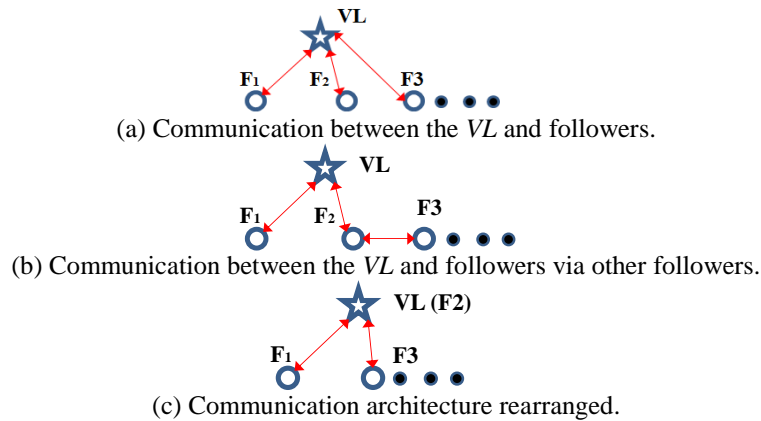 VL
F1 F2 F3
(a) Communication between the VL and followers.
VL
F1 F2 F3
(b) Communication between the VL and followers via other followers.
VL (F2)
F1 F3
(c) Communication architecture rearranged.